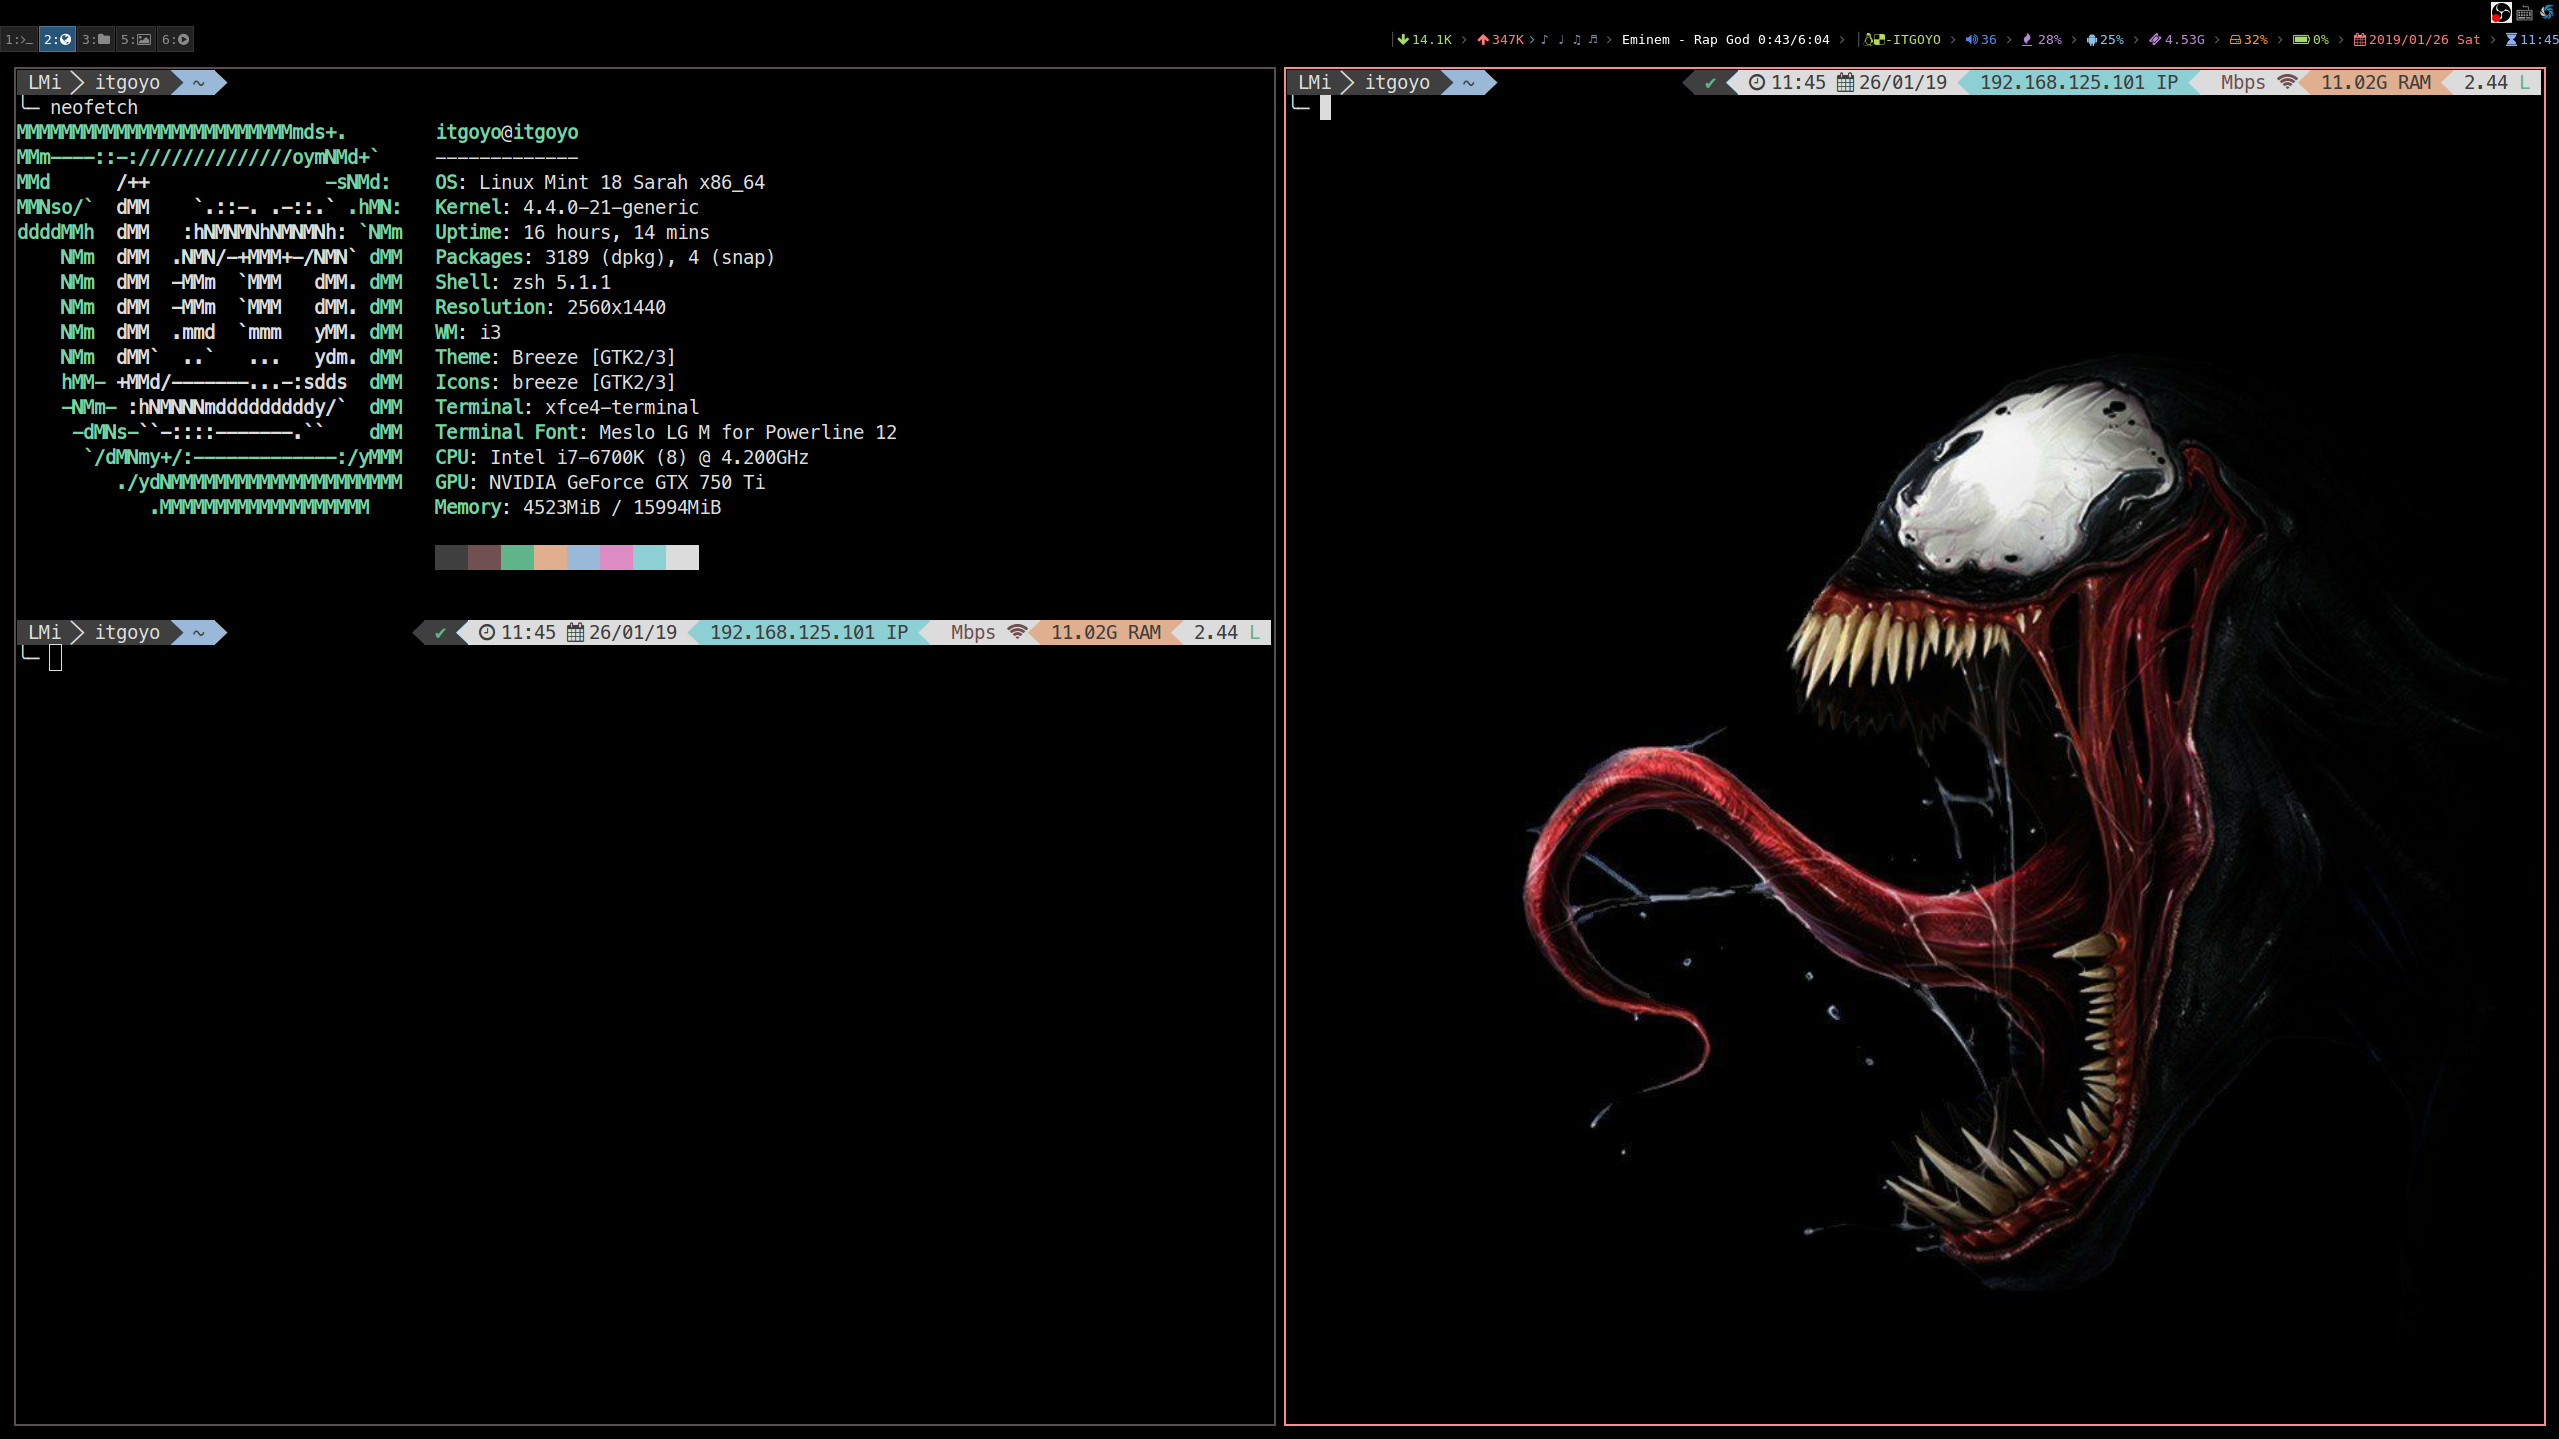 1:>_ 2: 3: 5: 6:
14.1K > 347K > ♪ ♩ ♫ ♬ > Eminem - Rap God 0:43/6:04 > | -ITGOYO > 36 > 28% > 25% > 4.53G > 32% > 0% > 2019/01/26 Sat > 11:45
LMi itgoyo ~
╰─ neofetch
MMMMMMMMMMMMMMMMMMMMMMMMMmds+.        itgoyo@itgoyo
MMm----::-://////////////oymNMd+`     -------------
MMd      /++                -sNMd:    OS: Linux Mint 18 Sarah x86_64
MMNso/`  dMM    `.::-. .-::.` .hMN:   Kernel: 4.4.0-21-generic
ddddMMh  dMM   :hNMNMNhNMNMNh: `NMm   Uptime: 16 hours, 14 mins
    NMm  dMM  .NMN/-+MMM+-/NMN` dMM   Packages: 3189 (dpkg), 4 (snap)
    NMm  dMM  -MMm  `MMM   dMM. dMM   Shell: zsh 5.1.1
    NMm  dMM  -MMm  `MMM   dMM. dMM   Resolution: 2560x1440
    NMm  dMM  .mmd  `mmm   yMM. dMM   WM: i3
    NMm  dMM`  ..`   ...   ydm. dMM   Theme: Breeze [GTK2/3]
    hMM- +MMd/-------...-:sdds  dMM   Icons: breeze [GTK2/3]
    -NMm- :hNMNNNmdddddddddy/`  dMM   Terminal: xfce4-terminal
     -dMNs-``-::::-------.``    dMM   Terminal Font: Meslo LG M for Powerline 12
      `/dMNmy+/:-------------:/yMMM   CPU: Intel i7-6700K (8) @ 4.200GHz
         ./ydNMMMMMMMMMMMMMMMMMMMMM   GPU: NVIDIA GeForce GTX 750 Ti
            .MMMMMMMMMMMMMMMMMMM      Memory: 4523MiB / 15994MiB
LMi itgoyo ~ ✔ 11:45 26/01/19 192.168.125.101 IP Mbps 11.02G RAM 2.44 L
╰─
LMi itgoyo ~ ✔ 11:45 26/01/19 192.168.125.101 IP Mbps 11.02G RAM 2.44 L
╰─